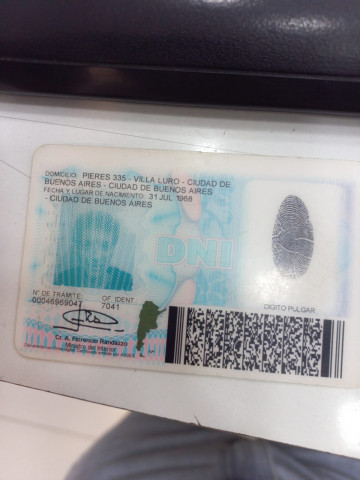 DOMICILIO: PIERES 335 - VILLA LURO - CIUDAD DE
BUENOS AIRES - CIUDAD DE BUENOS AIRES
FECHA Y LUGAR DE NACIMIENTO: 31 JUL 1968
- CIUDAD DE BUENOS AIRES
DNI
Nº DE TRAMITE OF. IDENT.
00046969047 7041
DIGITO PULGAR
Cr. A. Florencio Randazzo
Ministro del Interior